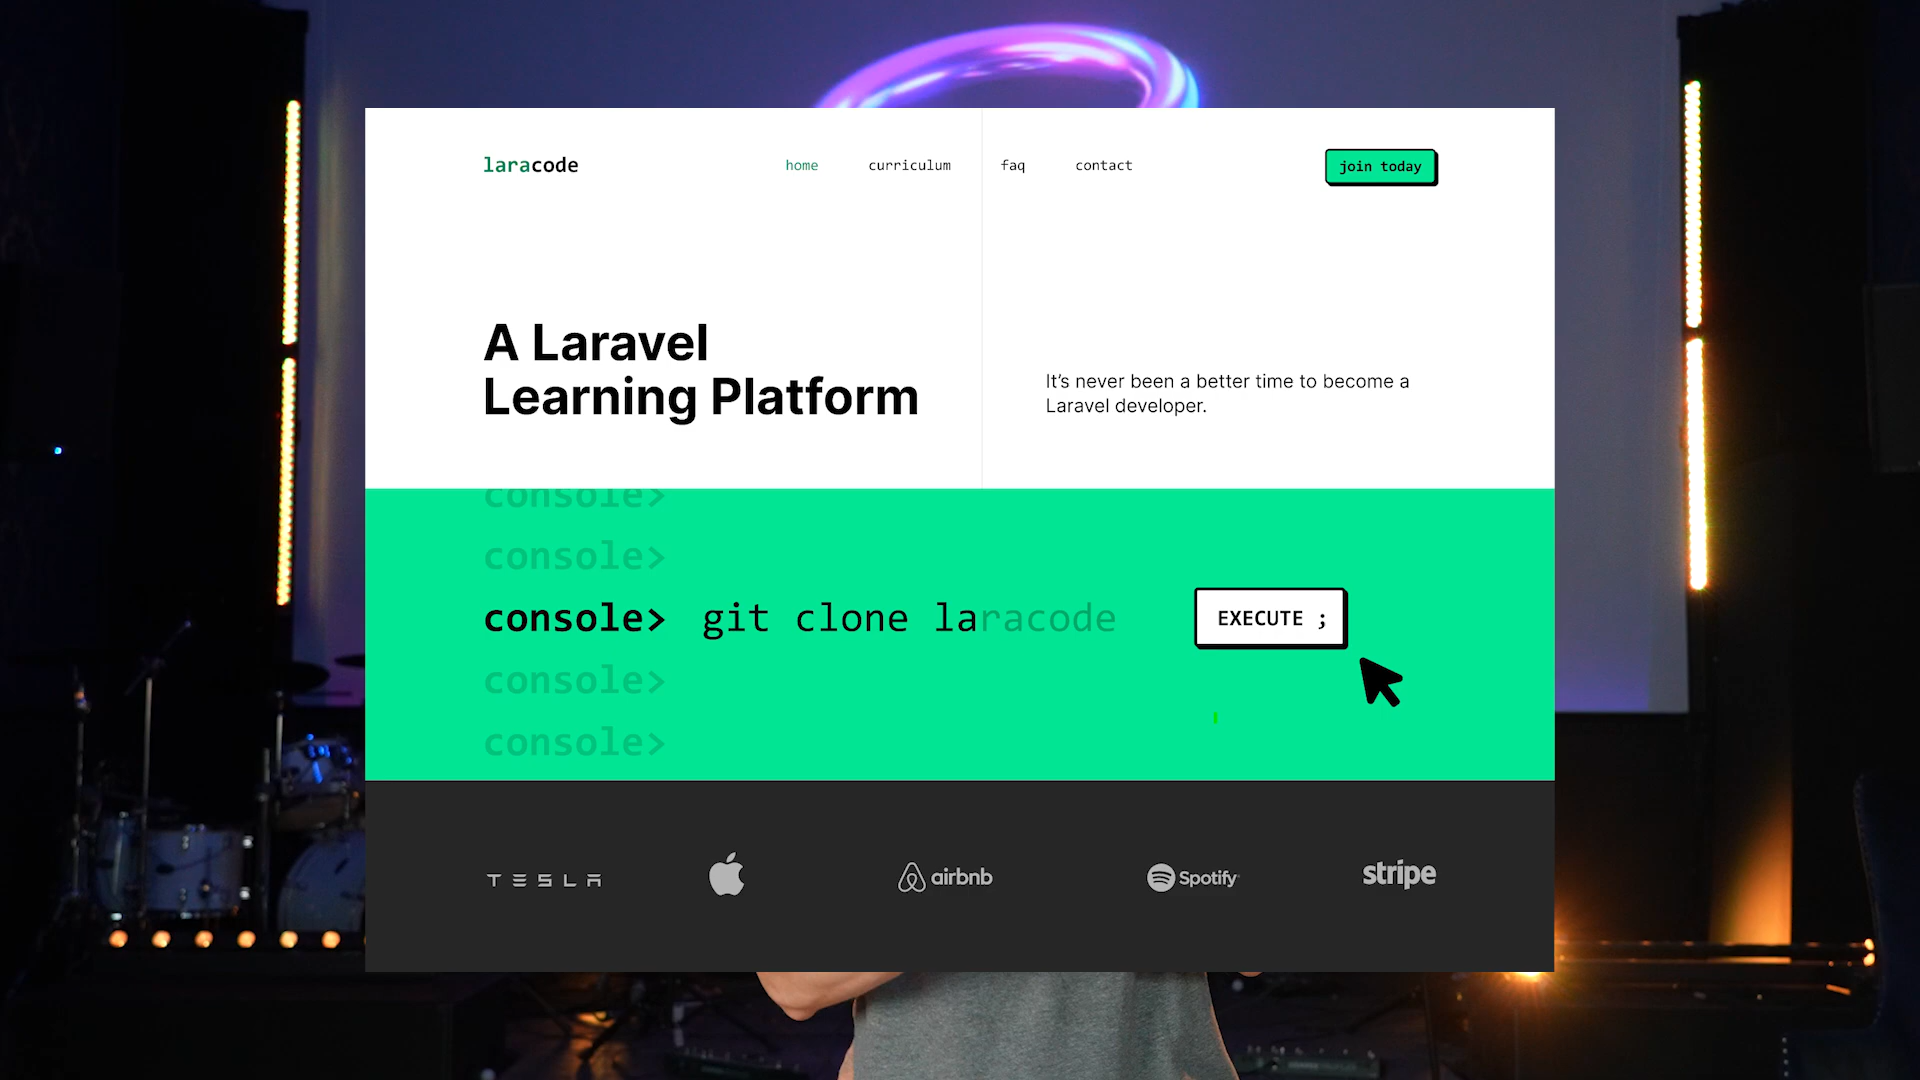 laracode
home
curriculum
faq
contact
join today
A Laravel
Learning Platform
It’s never been a better time to become a
Laravel developer.
console>
console>
console> git clone laracode
EXECUTE ;
console>
console>
TESLA
airbnb
Spotify
stripe